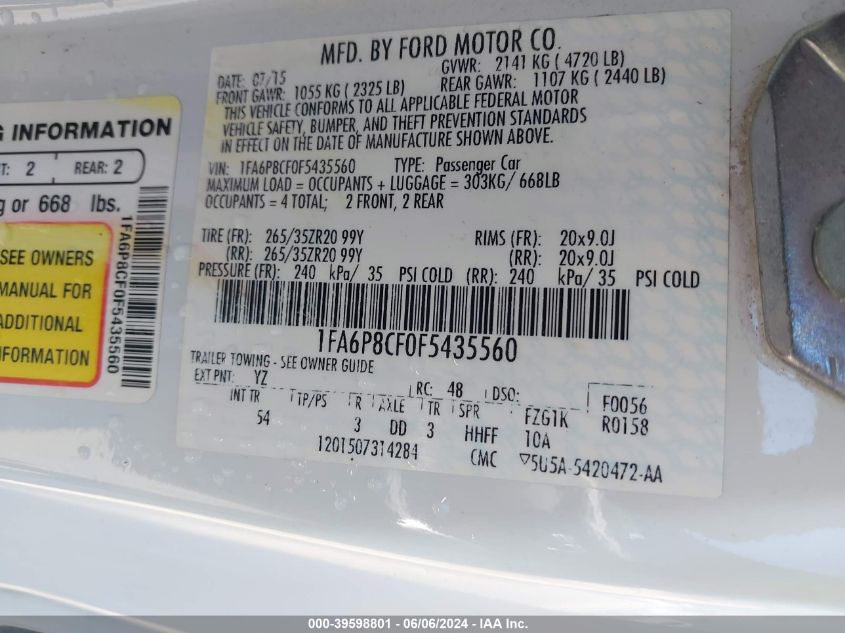 MFD. BY FORD MOTOR CO.
DATE: 07/15
GVWR: 2141 KG ( 4720 LB)
FRONT GAWR: 1055 KG ( 2325 LB)
REAR GAWR: 1107 KG ( 2440 LB)
THIS VEHICLE CONFORMS TO ALL APPLICABLE FEDERAL MOTOR
VEHICLE SAFETY, BUMPER, AND THEFT PREVENTION STANDARDS
IN EFFECT ON THE DATE OF MANUFACTURE SHOWN ABOVE.
VIN: 1FA6P8CF0F5435560 TYPE: Passenger Car
MAXIMUM LOAD = OCCUPANTS + LUGGAGE = 303KG/ 668LB
OCCUPANTS = 4 TOTAL; 2 FRONT, 2 REAR
TIRE (FR): 265/35ZR20 99Y RIMS (FR): 20x9.0J
(RR): 265/35ZR20 99Y (RR): 20x9.0J
PRESSURE (FR): 240 kPa/ 35 PSI COLD (RR): 240 kPa/ 35 PSI COLD
1FA6P8CF0F5435560
TRAILER TOWING - SEE OWNER GUIDE
EXT PNT: YZ RC: 48 DSO: F0056
INT TR TP/PS R AXLE TR SPR FZG1K R0158
54 3 DD 3 HHFF 10A
1201507314284 CMC 5U5A-5420472-AA
G INFORMATION
T: 2 REAR: 2
g or 668 lbs.
SEE OWNERS
MANUAL FOR
ADDITIONAL
INFORMATION
1FA6P8CF0F5435560
000-39598801 - 06/06/2024 - IAA Inc.